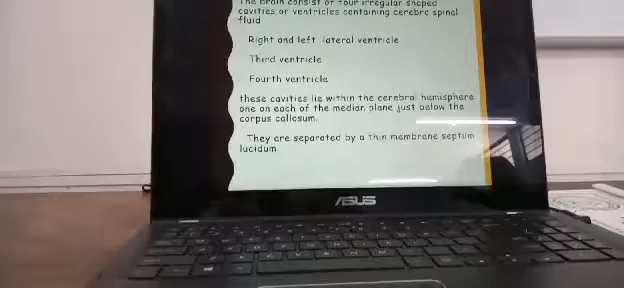 The brain consist of four irregular shaped
cavities or ventricles containing cerebro spinal
fluid
Right and left lateral ventricle
Third ventricle
Fourth ventricle
these cavities lie within the cerebral hemisphere
one on each of the median plane just below the
corpus callosum.
They are separated by a thin membrane septum
lucidum
ASUS